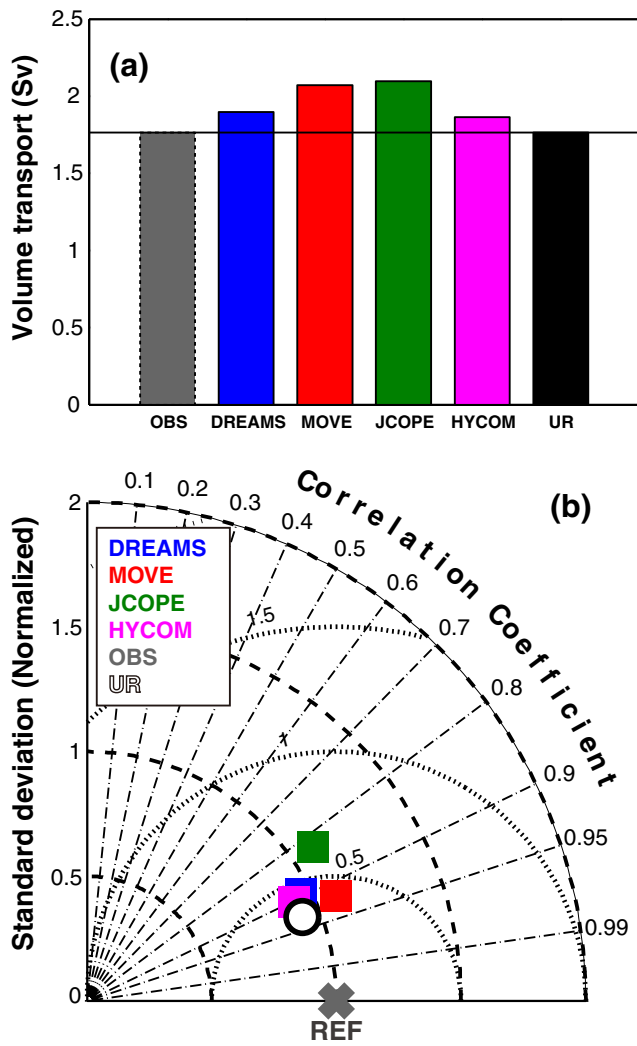 2.5
2
1.5
1
0.5
0
Volume transport (Sv)
(a)
OBS DREAMS MOVE JCOPE HYCOM UR
(b)
Correlation Coefficient
0.1 0.2 0.3 0.4 0.5 0.6 0.7 0.8 0.9 0.95 0.99
Standard deviation (Normalized)
2
1.5
1
0.5
0
DREAMS
MOVE
JCOPE
HYCOM
OBS
UR
1.5
1
0.5
REF